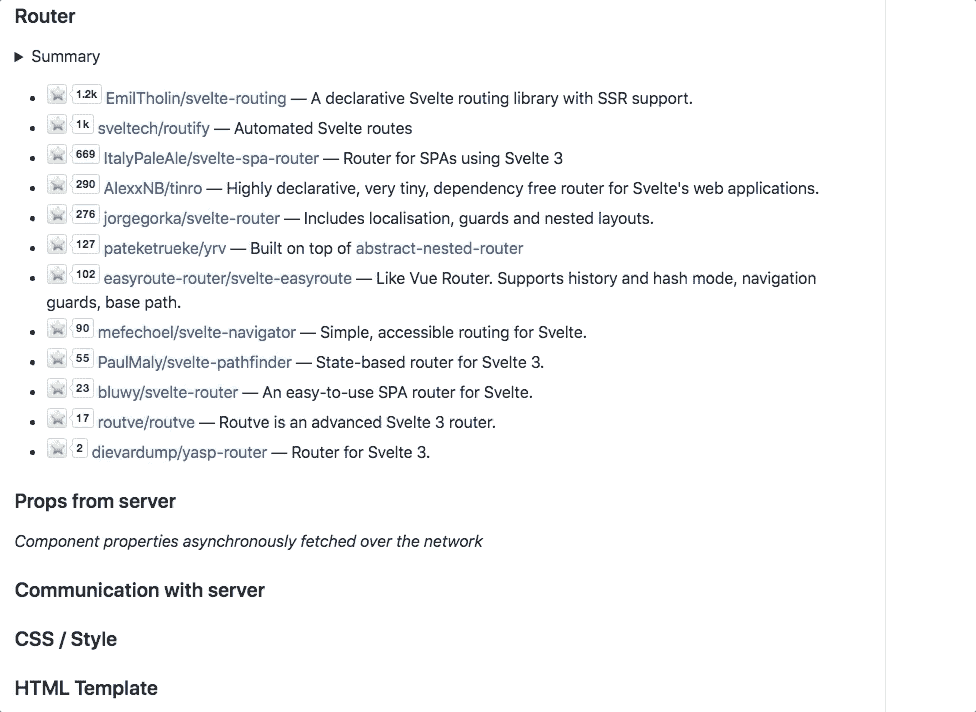 Router
▶ Summary
• 1.2k EmilTholin/svelte-routing — A declarative Svelte routing library with SSR support.
• 1k sveltech/routify — Automated Svelte routes
• 669 ItalyPaleAle/svelte-spa-router — Router for SPAs using Svelte 3
• 290 AlexxNB/tinro — Highly declarative, very tiny, dependency free router for Svelte's web applications.
• 276 jorgegorka/svelte-router — Includes localisation, guards and nested layouts.
• 127 pateketrueke/yrv — Built on top of abstract-nested-router
• 102 easyroute-router/svelte-easyroute — Like Vue Router. Supports history and hash mode, navigation
guards, base path.
• 90 mefechoel/svelte-navigator — Simple, accessible routing for Svelte.
• 55 PaulMaly/svelte-pathfinder — State-based router for Svelte 3.
• 23 bluwy/svelte-router — An easy-to-use SPA router for Svelte.
• 17 routve/routve — Routve is an advanced Svelte 3 router.
• 2 dievardump/yasp-router — Router for Svelte 3.
Props from server
Component properties asynchronously fetched over the network
Communication with server
CSS / Style
HTML Template